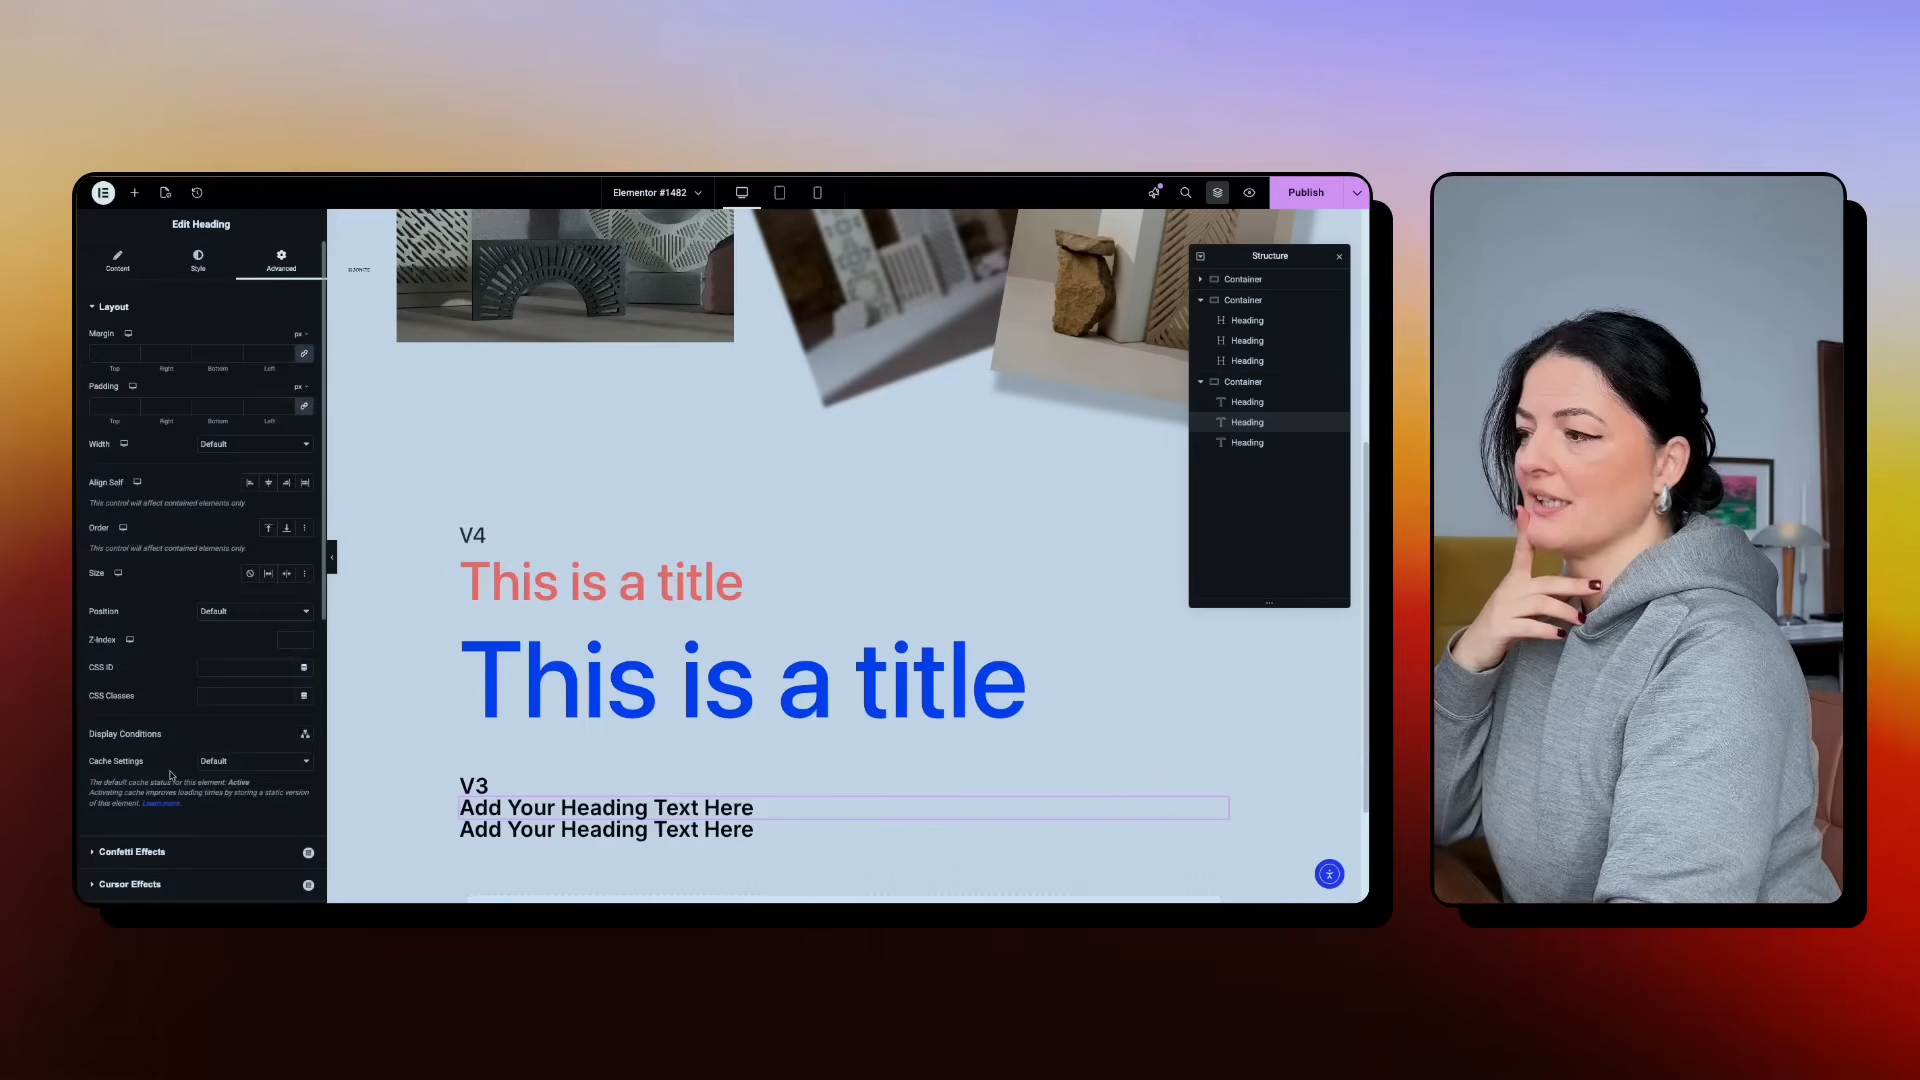 Elementor #1482
Publish
Edit Heading
Content
Style
Advanced
Layout
Margin
px
Top
Right
Bottom
Left
Padding
px
Top
Right
Bottom
Left
Width
Default
Align Self
This control will affect contained elements only.
Order
This control will affect contained elements only.
Size
Position
Default
Z-Index
CSS ID
CSS Classes
Display Conditions
Cache Settings
Default
The default cache status for this element: Active
Activating cache improves loading times by storing a static version
of this element. Learn more.
Confetti Effects
Cursor Effects
V4
This is a title
This is a title
V3
Add Your Heading Text Here
Add Your Heading Text Here
Structure
Container
Container
Heading
Heading
Heading
Container
Heading
Heading
Heading